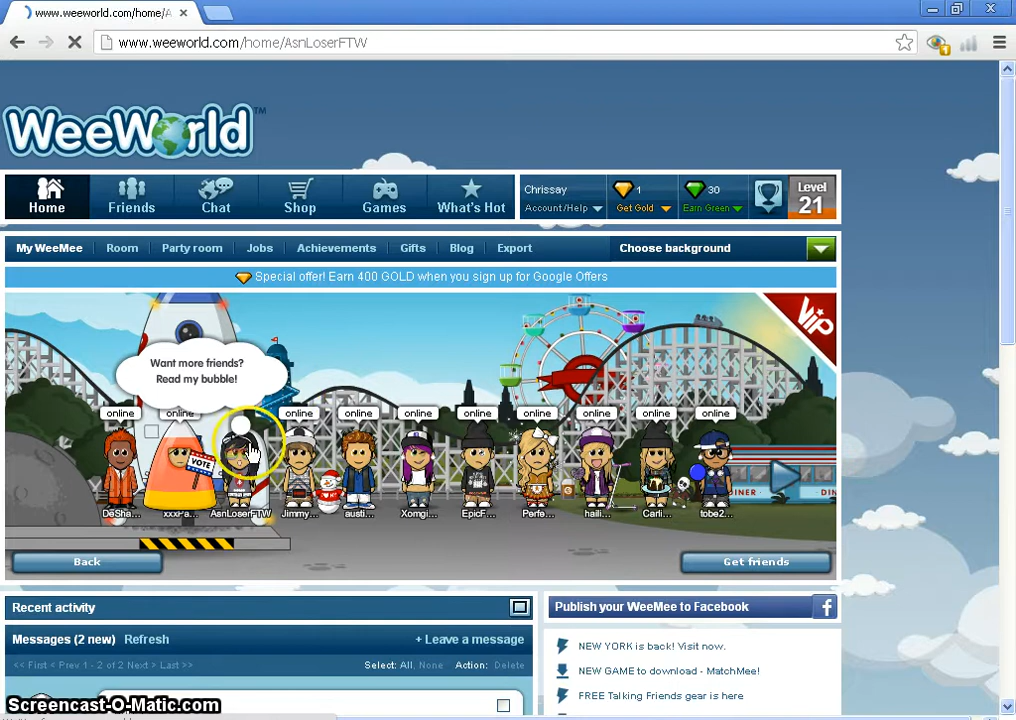 www.weeworld.com/home/A
www.weeworld.com/home/AsnLoserFTW
1
WeeWorld™
Home
Friends
Chat
Shop
Games
What's Hot
Chrissay
Account/Help
1
Get Gold
30
Earn Green
Level
21
My WeeMee
Room
Party room
Jobs
Achievements
Gifts
Blog
Export
Choose background
Special offer! Earn 400 GOLD when you sign up for Google Offers
Vip
Want more friends?
Read my bubble!
online online online online online online online online online online
VOTE
DINER
DeSha... xxxPa... AsnLoserFTW Jimmy... austi... Xomgi... EpicF... Perfe... haili... Carli... tobe2...
Back
Get friends
Recent activity
Publish your WeeMee to Facebook
Messages (2 new) Refresh
+ Leave a message
<< First < Prev 1 - 2 of 2 Next > Last >>
Select: All, None
Action: Delete
NEW YORK is back! Visit now.
NEW GAME to download - MatchMee!
FREE Talking Friends gear is here
Screencast-O-Matic.com